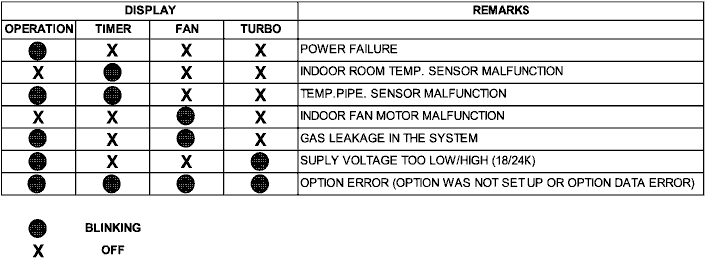 DISPLAY REMARKS
OPERATION TIMER FAN TURBO
X X X POWER FAILURE
X X X INDOOR ROOM TEMP. SENSOR MALFUNCTION
X X TEMP.PIPE. SENSOR MALFUNCTION
X X X INDOOR FAN MOTOR MALFUNCTION
X X GAS LEAKAGE IN THE SYSTEM
X X SUPLY VOLTAGE TOO LOW/HIGH (18/24K)
OPTION ERROR (OPTION WAS NOT SET UP OR OPTION DATA ERROR)
BLINKING
X OFF